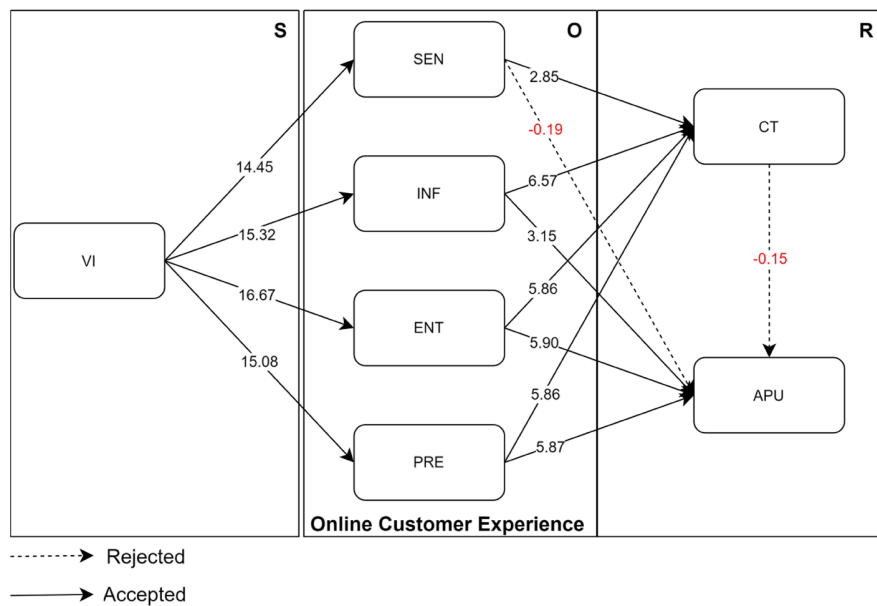 S
O
R
SEN
2.85
CT
-0.19
14.45
INF
6.57
15.32
3.15
VI
-0.15
16.67
5.86
ENT
5.90
15.08
5.86
APU
PRE
5.87
Online Customer Experience
Rejected
Accepted